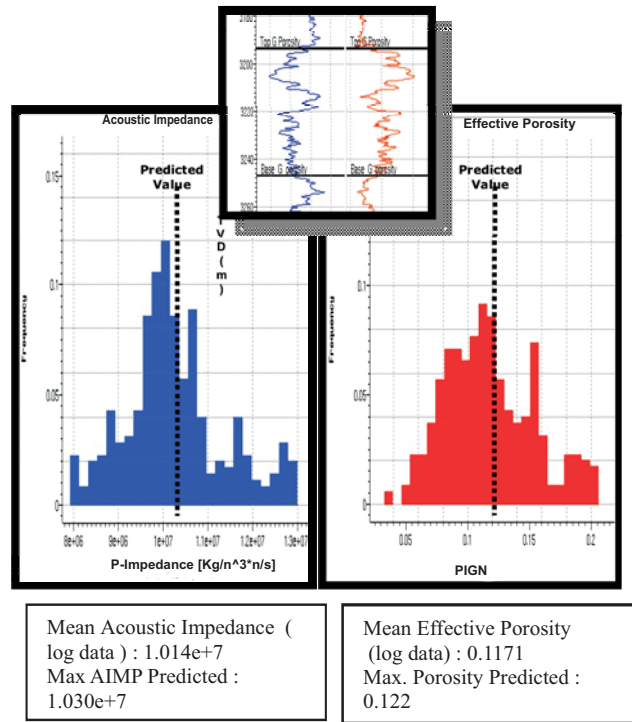 3180
Top G Porosity
Top G Porosity
3200
3220
3240
Base G porosity
Base G porosity
3260
TVD(m)
Acoustic Impedance
Predicted
Value
0.15
0.1
0.05
0
Frequency
8e+06
9e+06
1e+07
1.1e+07
1.2e+07
1.3e+07
P-Impedance [Kg/n^3*n/s]
Effective Porosity
Predicted
Value
0.1
0.05
0
Frequency
0.05
0.1
0.15
0.2
PIGN
Mean Acoustic Impedance (
log data ) : 1.014e+7
Max AIMP Predicted :
1.030e+7
Mean Effective Porosity
(log data) : 0.1171
Max. Porosity Predicted :
0.122